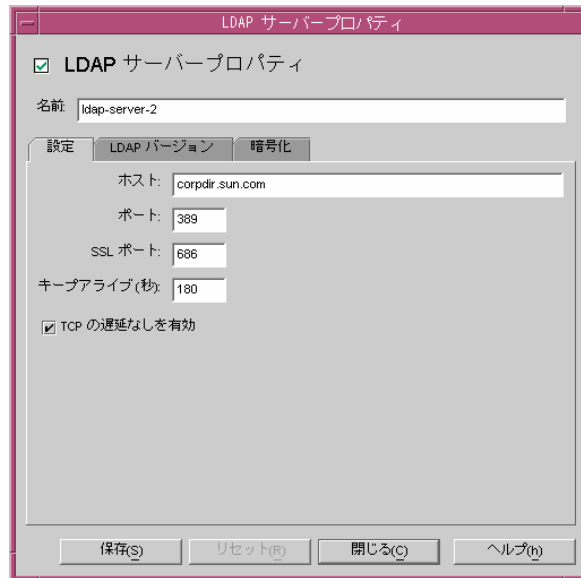 LDAP サーバープロパティ
LDAP サーバープロパティ
名前: ldap-server-2
設定 LDAP バージョン 暗号化
ホスト: corpdir.sun.com
ポート: 389
SSL ポート: 686
キープアライブ(秒): 180
TCP の遅延なしを有効
保存(S) リセット(R) 閉じる(C) ヘルプ(h)